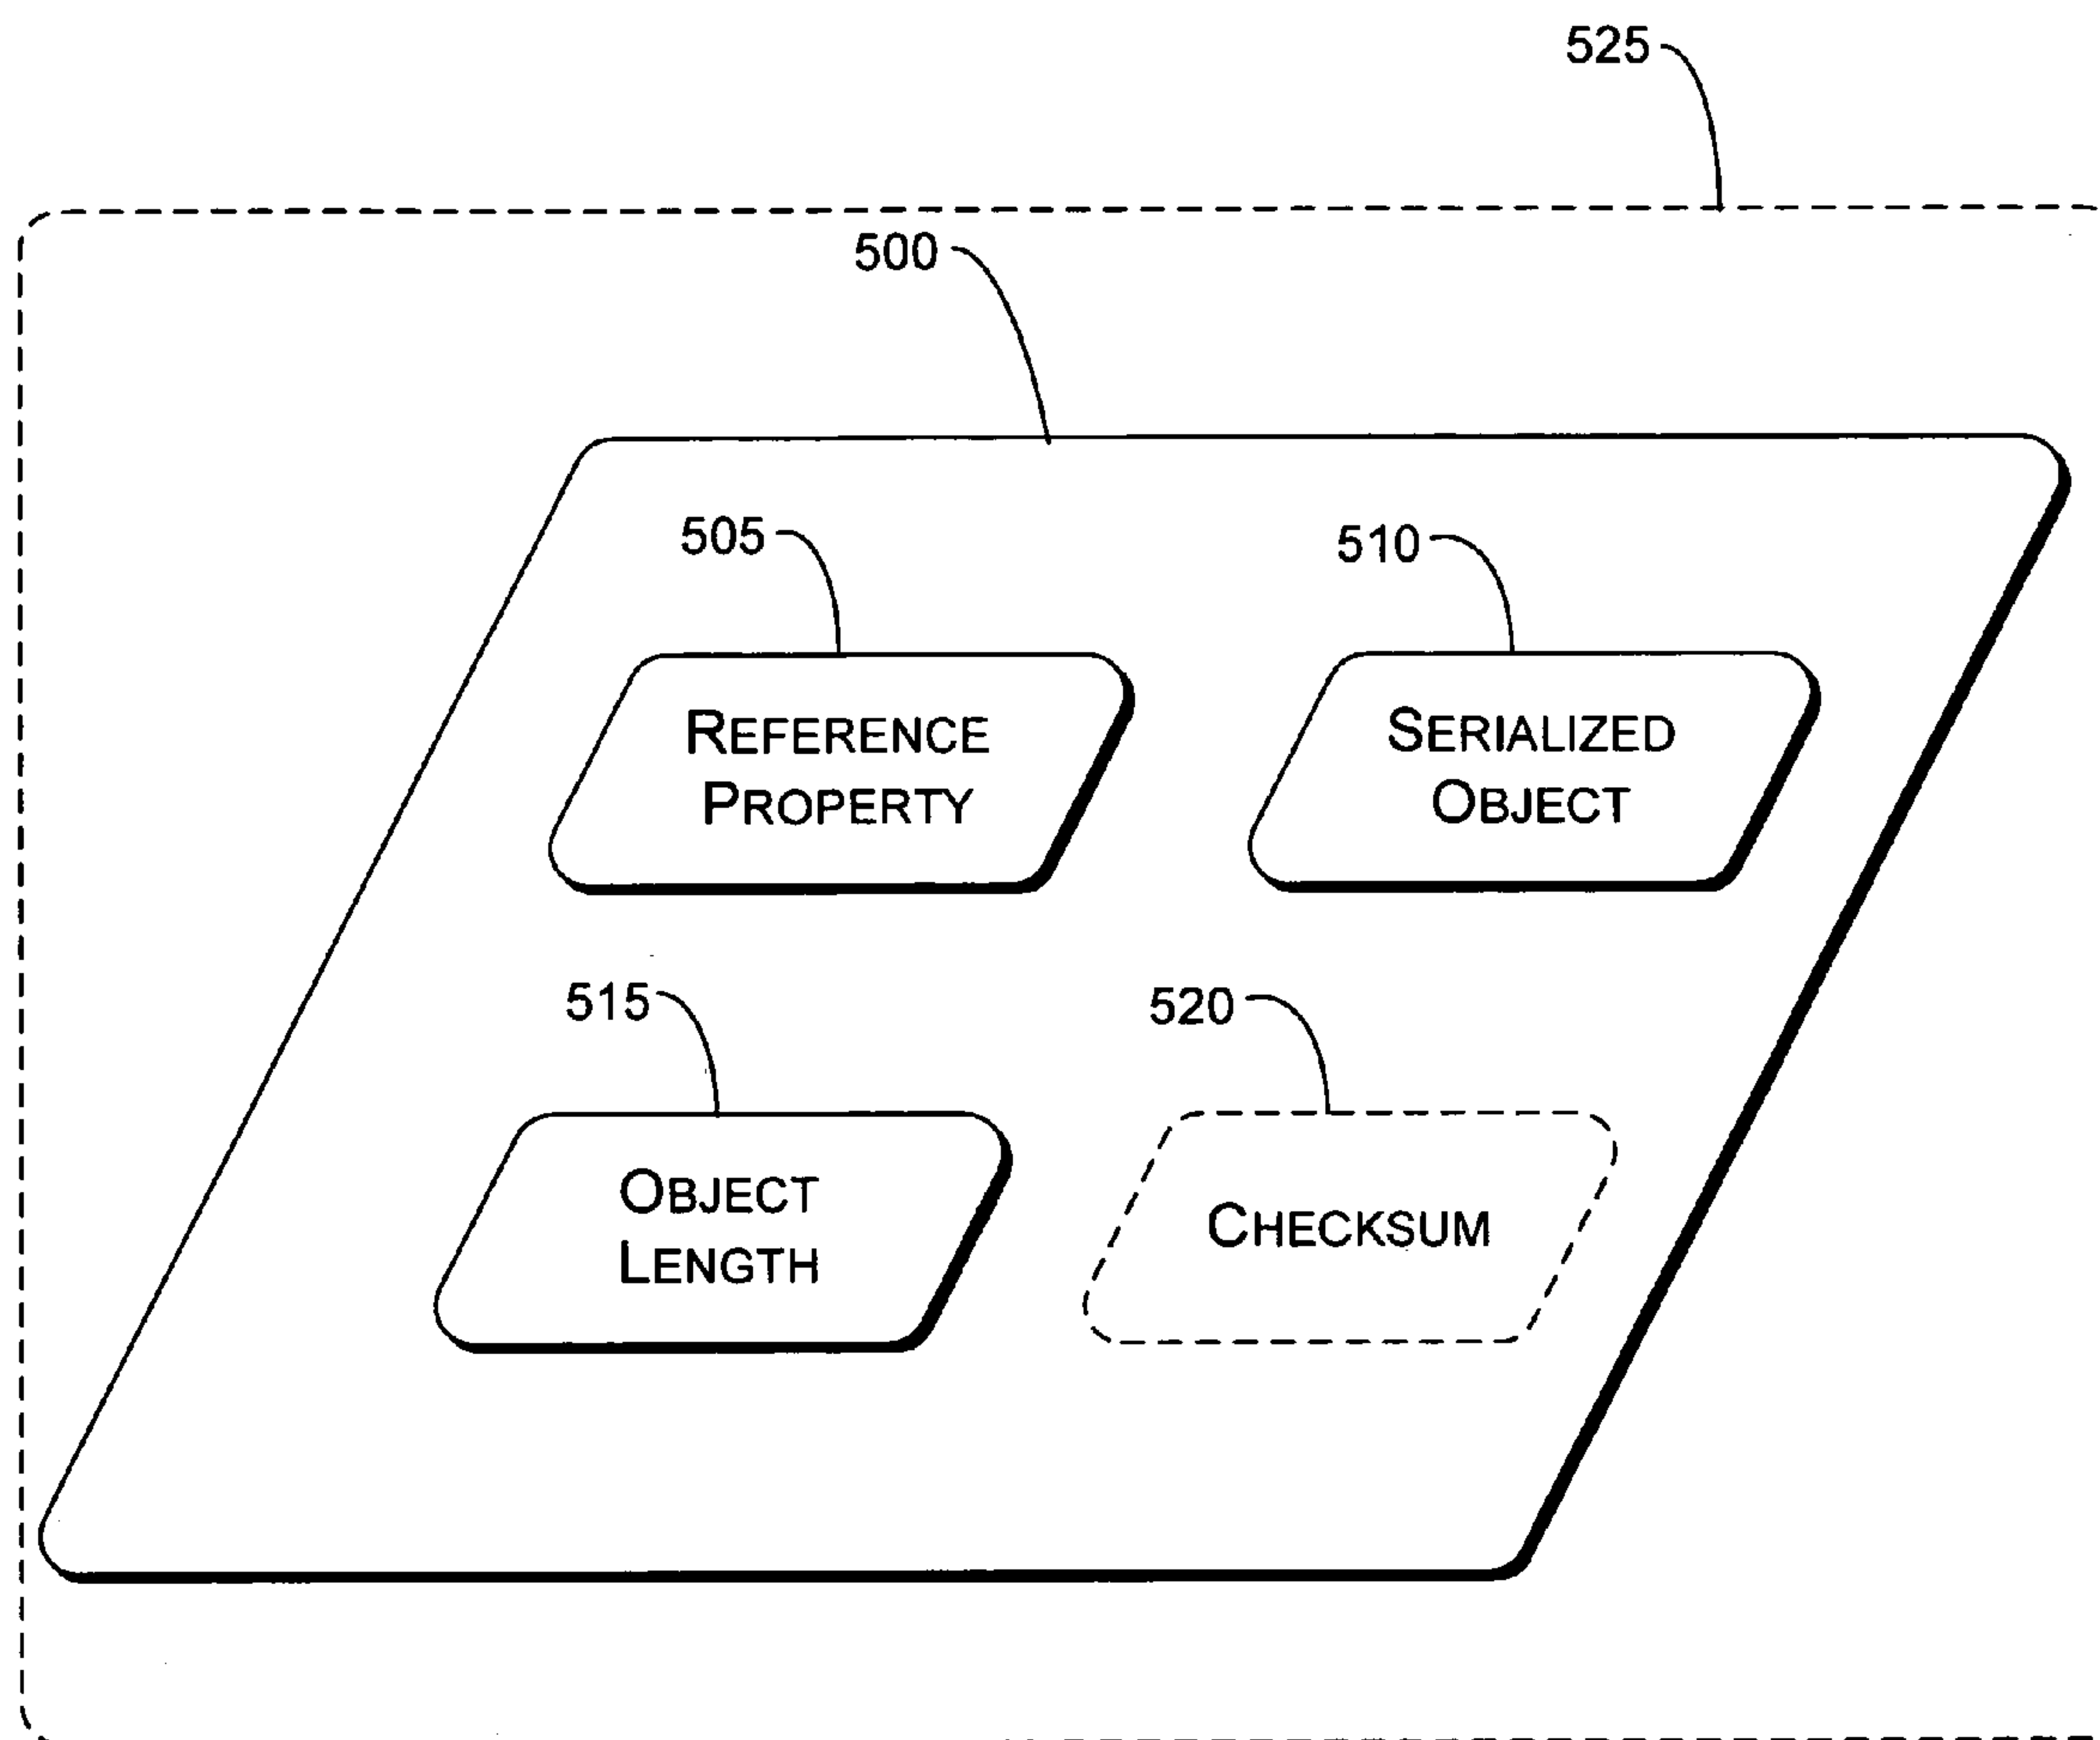 525
500
505
510
REFERENCE
PROPERTY
SERIALIZED
OBJECT
515
520
OBJECT
LENGTH
CHECKSUM